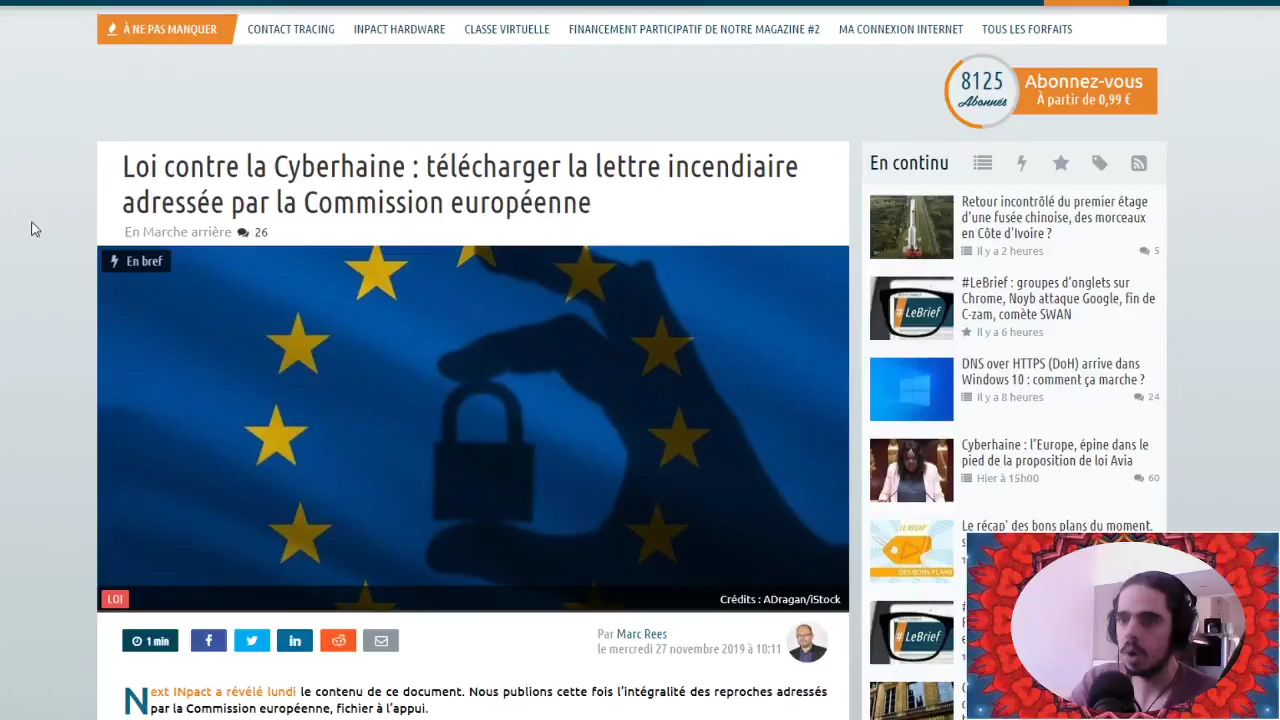 À NE PAS MANQUER CONTACT TRACING INPACT HARDWARE CLASSE VIRTUELLE FINANCEMENT PARTICIPATIF DE NOTRE MAGAZINE #2 MA CONNEXION INTERNET TOUS LES FORFAITS
8125
Abonnés
Abonnez-vous
À partir de 0,99 €
Loi contre la Cyberhaine : télécharger la lettre incendiaire
adressée par la Commission européenne
En Marche arrière 26
En bref
LOI
Crédits : ADragan/iStock
1 min
Par Marc Rees
le mercredi 27 novembre 2019 à 10:11
Next INpact a révélé lundi le contenu de ce document. Nous publions cette fois l'intégralité des reproches adressés
par la Commission européenne, fichier à l'appui.
En continu
Retour incontrôlé du premier étage
d'une fusée chinoise, des morceaux
en Côte d'Ivoire ?
Il y a 2 heures 5
#LeBrief
#LeBrief : groupes d'onglets sur
Chrome, Noyb attaque Google, fin de
C-zam, comète SWAN
Il y a 6 heures
DNS over HTTPS (DoH) arrive dans
Windows 10 : comment ça marche ?
Il y a 8 heures 24
Cyberhaine : l'Europe, épine dans le
pied de la proposition de loi Avia
Hier à 15h00 60
LE RÉCAP'
DES BONS PLANS
Le récap' des bons plans du moment,
#LeBrief